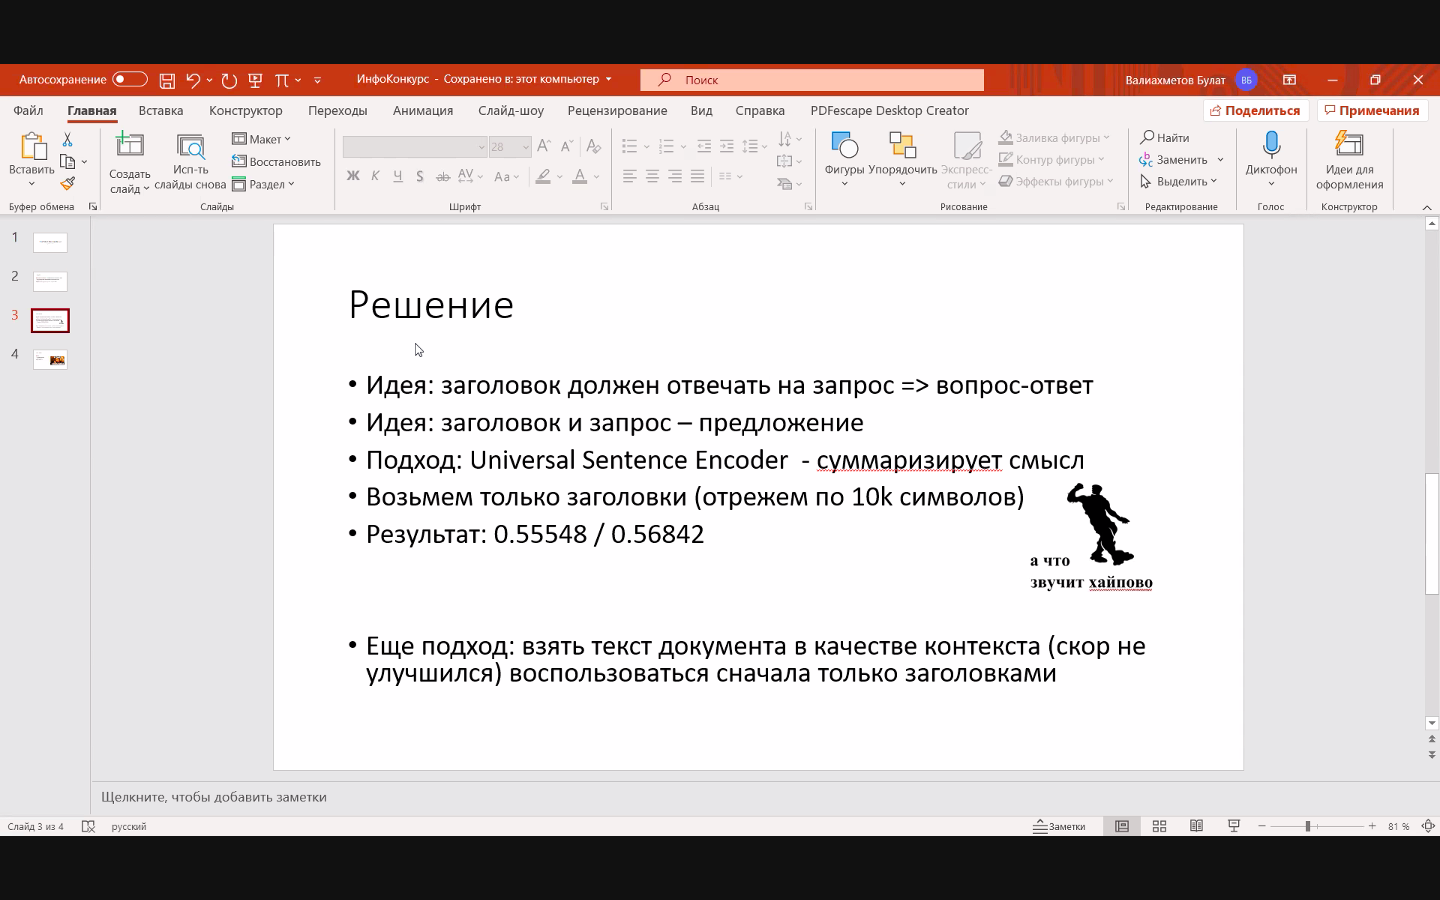 Автосохранение
ИнфоКонкурс - Сохранено в: этот компьютер
Поиск
Валиахметов Булат
ВБ
Файл Главная Вставка Конструктор Переходы Анимация Слайд-шоу Рецензирование Вид Справка PDFescape Desktop Creator
Поделиться
Примечания
Вставить
Буфер обмена
Создать
слайд
Исп-ть
слайды снова
Макет
Восстановить
Раздел
Слайды
28
Ж К Ч S ab AV Aa A
Шрифт
Абзац
Фигуры
Упорядочить
Экспресс-
стили
Заливка фигуры
Контур фигуры
Эффекты фигуры
Рисование
Найти
Заменить
Выделить
Редактирование
Диктофон
Голос
Идеи для
оформления
Конструктор
1
2
3
4
Решение
• Идея: заголовок должен отвечать на запрос => вопрос-ответ
• Идея: заголовок и запрос – предложение
• Подход: Universal Sentence Encoder - суммаризирует смысл
• Возьмем только заголовки (отрежем по 10k символов)
• Результат: 0.55548 / 0.56842
а что
звучит хайпово
• Еще подход: взять текст документа в качестве контекста (скор не
улучшился) воспользоваться сначала только заголовками
Щелкните, чтобы добавить заметки
Слайд 3 из 4
русский
Заметки
81 %